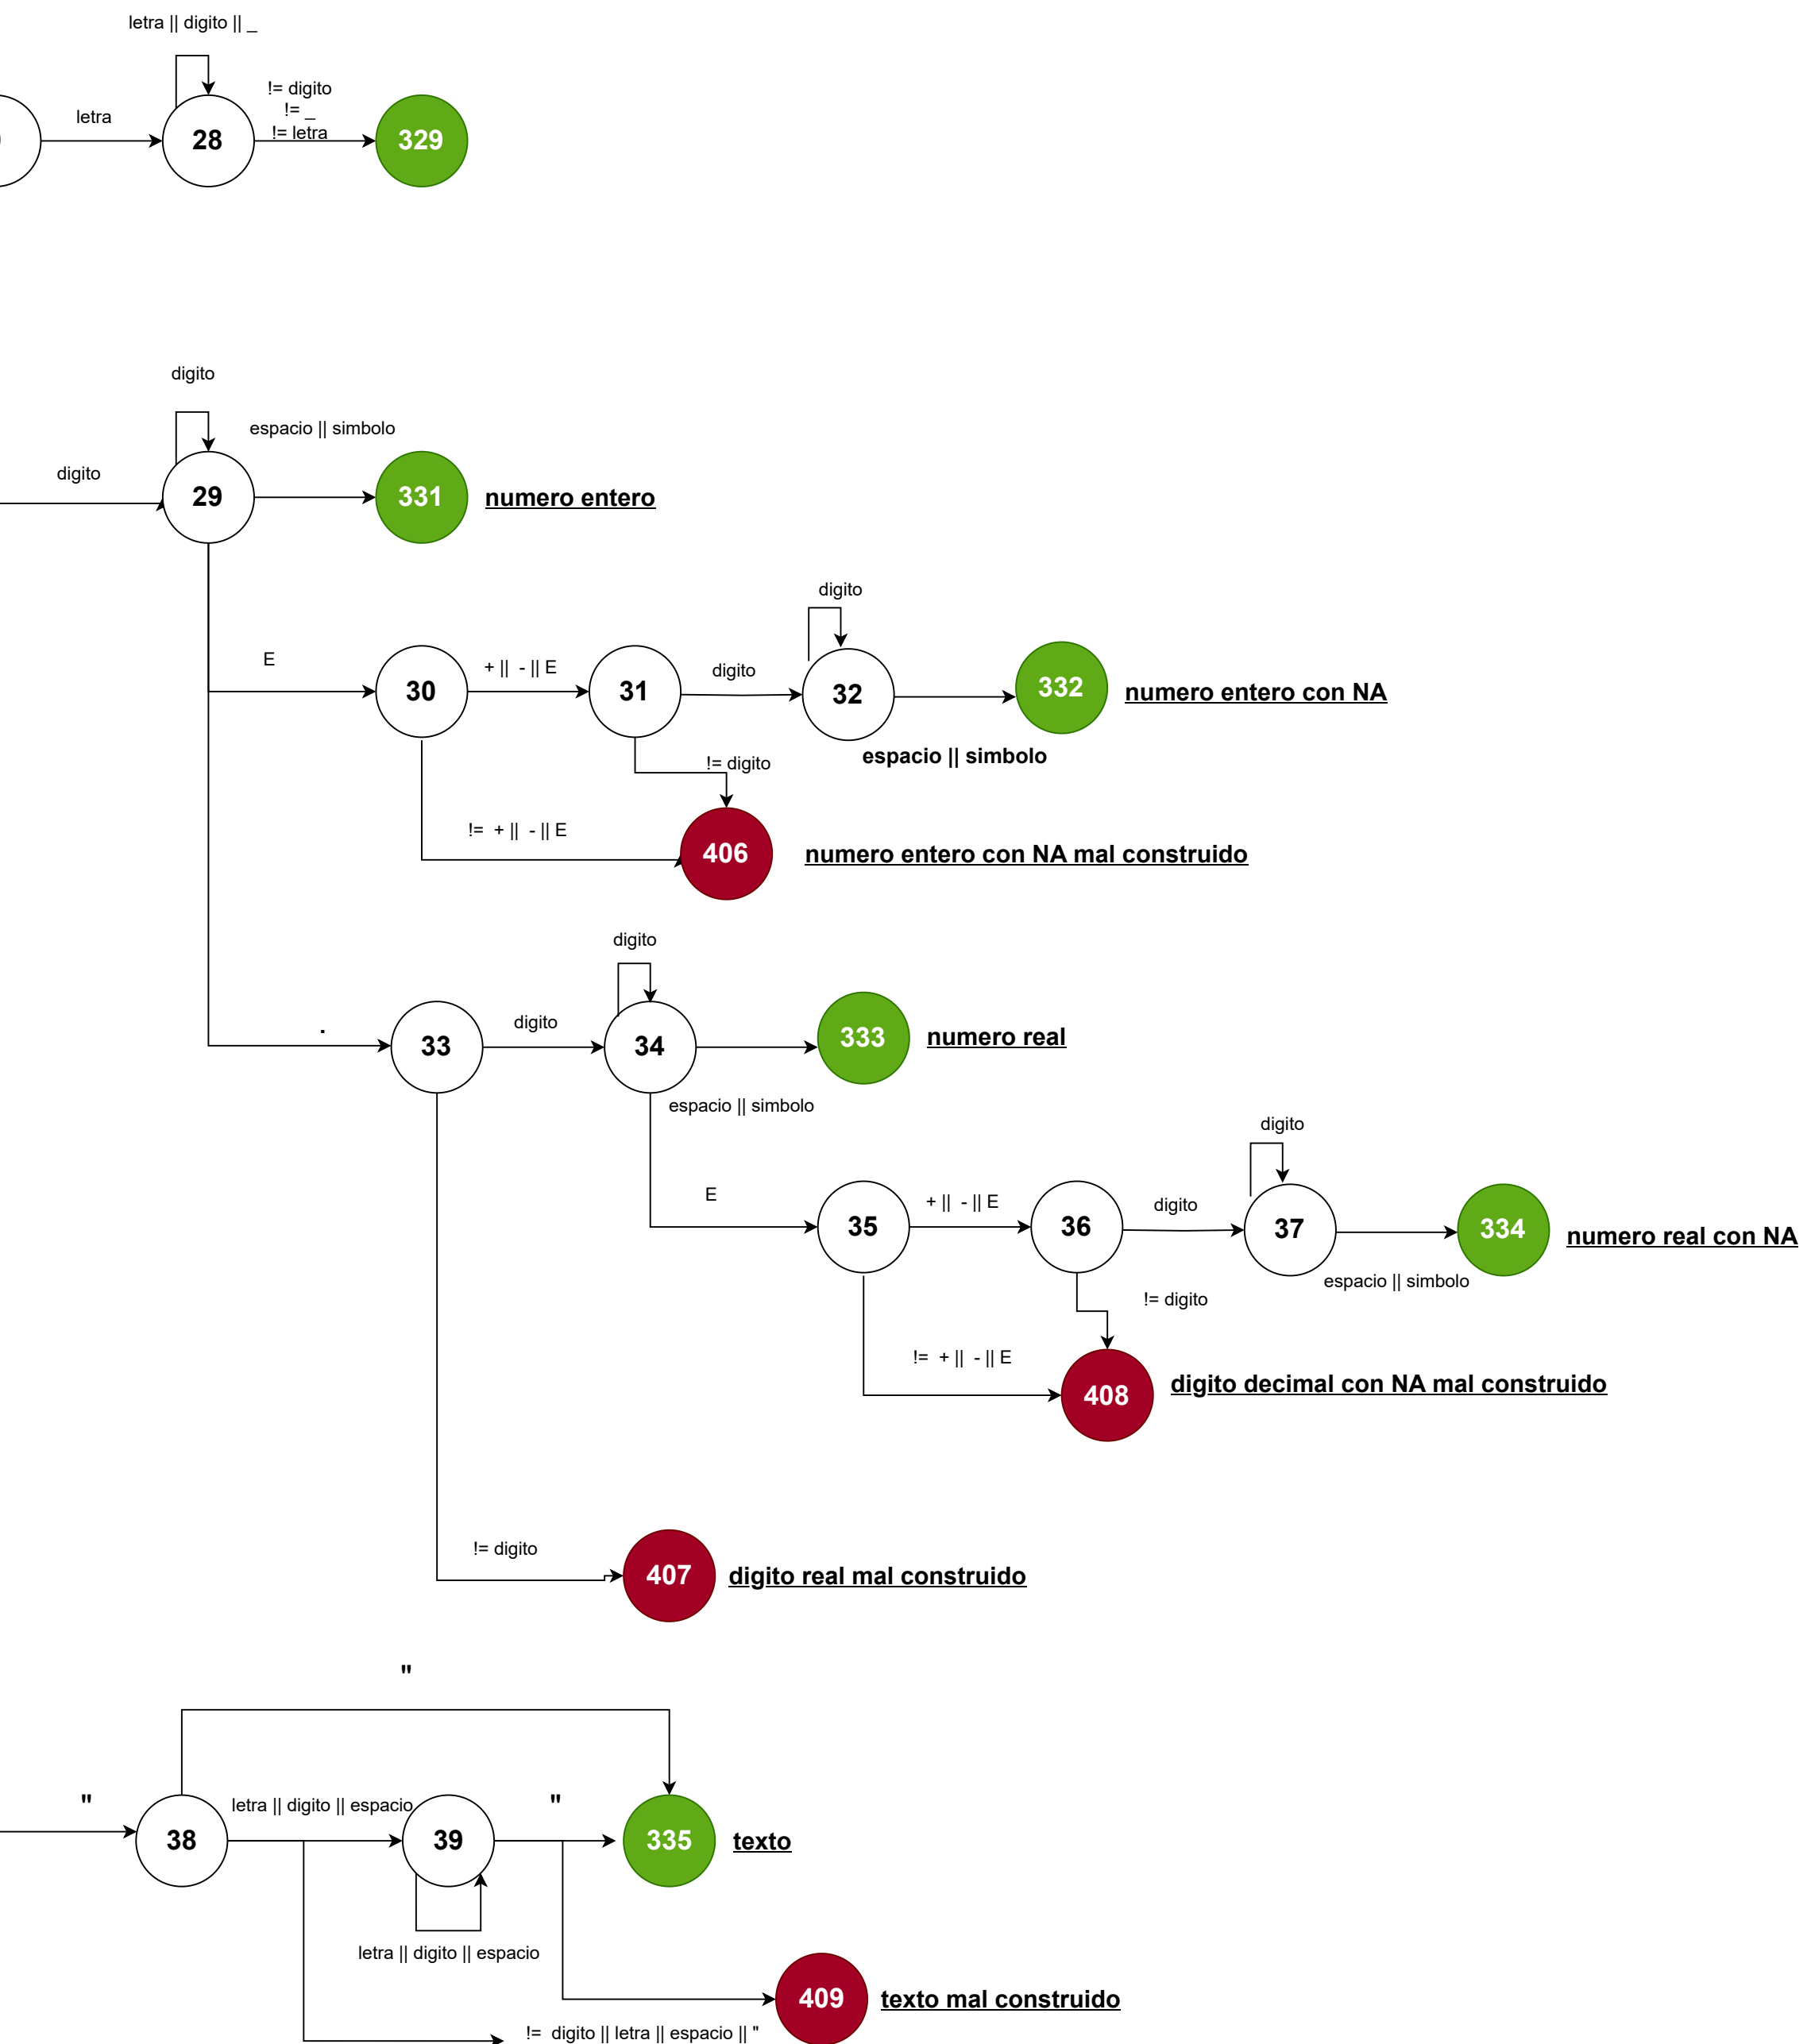 letra || digito || _
letra
28
!= digito
!= _
!= letra
329
digito
digito
29
espacio || simbolo
331
numero entero
E
30
+ || - || E
31
digito
digito
32
332
numero entero con NA
espacio || simbolo
!= digito
!= + || - || E
406
numero entero con NA mal construido
.
33
digito
digito
34
333
numero real
espacio || simbolo
E
35
+ || - || E
36
digito
digito
37
334
numero real con NA
espacio || simbolo
!= digito
!= + || - || E
408
digito decimal con NA mal construido
!= digito
407
digito real mal construido
"
"
38
letra || digito || espacio
39
"
335
texto
letra || digito || espacio
409
texto mal construido
!= digito || letra || espacio || "